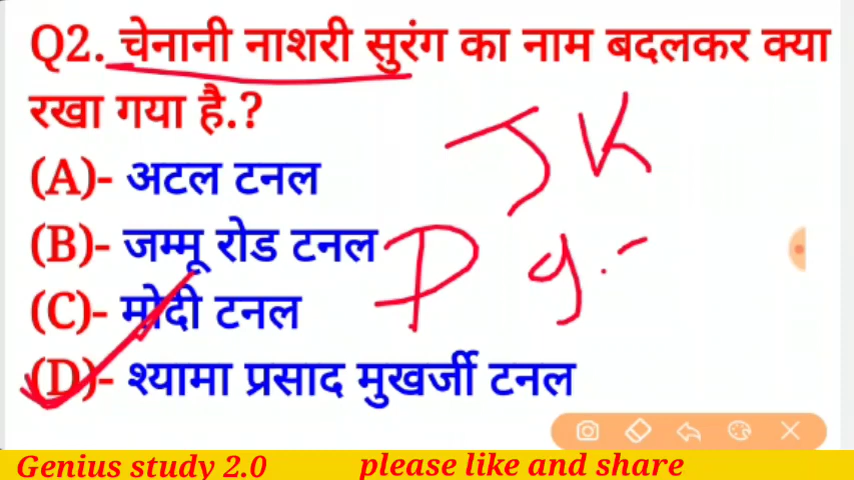 Q2. चेनानी नाशरी सुरंग का नाम बदलकर क्या
रखा गया है.?
(A)- अटल टनल
(B)- जम्मू रोड टनल
(C)- मोदी टनल
(D)- श्यामा प्रसाद मुखर्जी टनल
JK
Genius study 2.0 please like and share